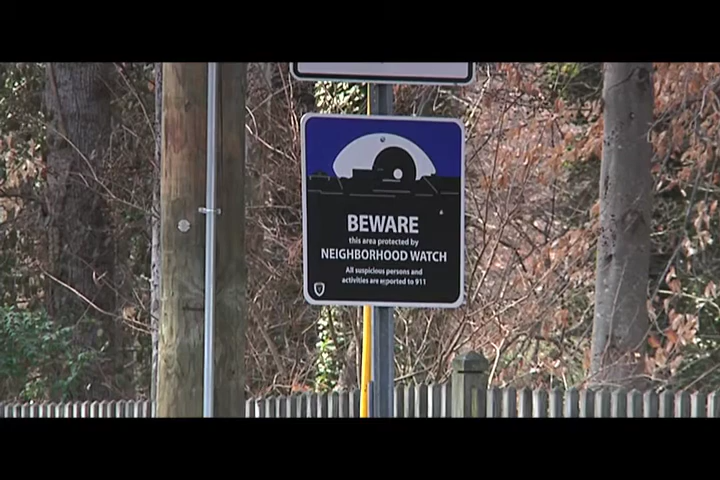 BEWARE
this area protected by
NEIGHBORHOOD WATCH
All suspicious persons and
activities are reported to 911